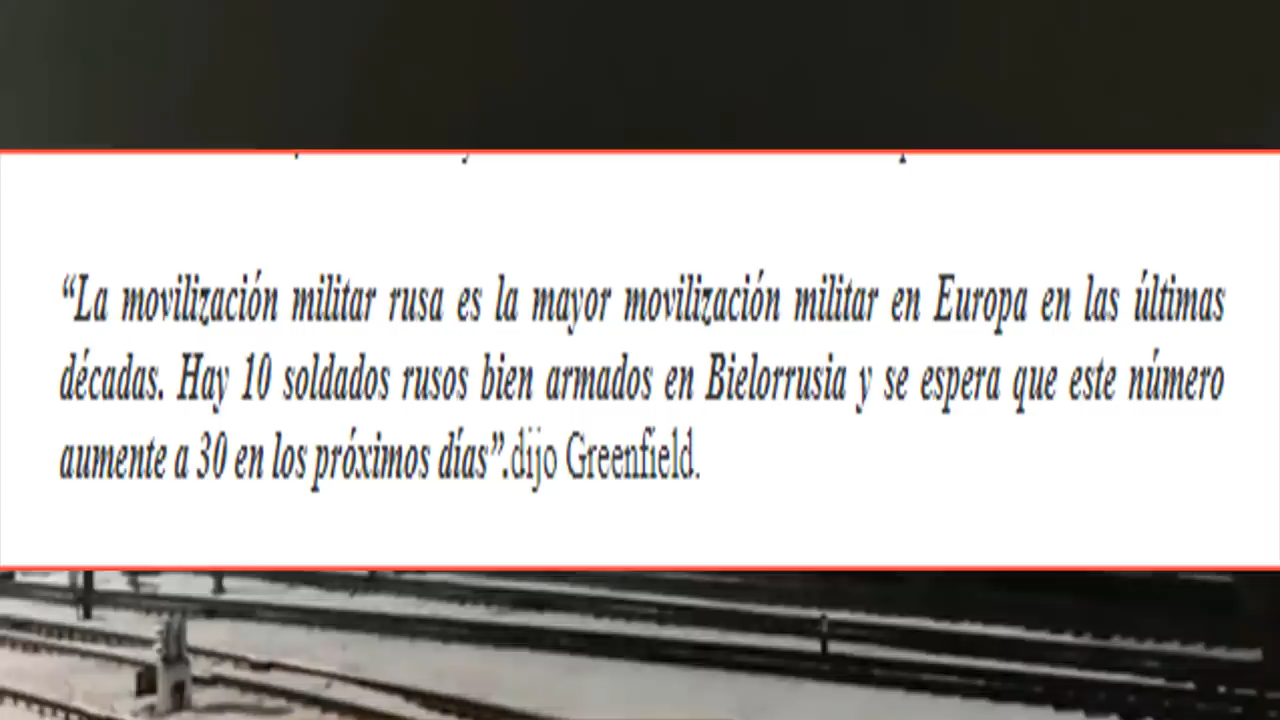 “La movilización militar rusa es la mayor movilización militar en Europa en las últimas
décadas. Hay 10 soldados rusos bien armados en Bielorrusia y se espera que este número
aumente a 30 en los próximos días”.dijo Greenfield.